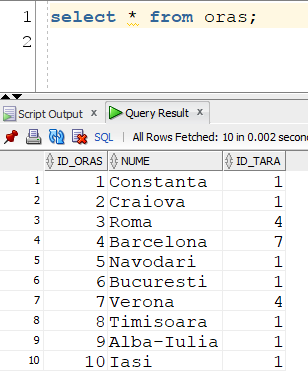 1 select * from oras;
2
Script Output x Query Result x
SQL | All Rows Fetched: 10 in 0.002 second
ID_ORAS NUME ID_TARA
1 1 Constanta 1
2 2 Craiova 1
3 3 Roma 4
4 4 Barcelona 7
5 5 Navodari 1
6 6 Bucuresti 1
7 7 Verona 4
8 8 Timisoara 1
9 9 Alba-Iulia 1
10 10 Iasi 1